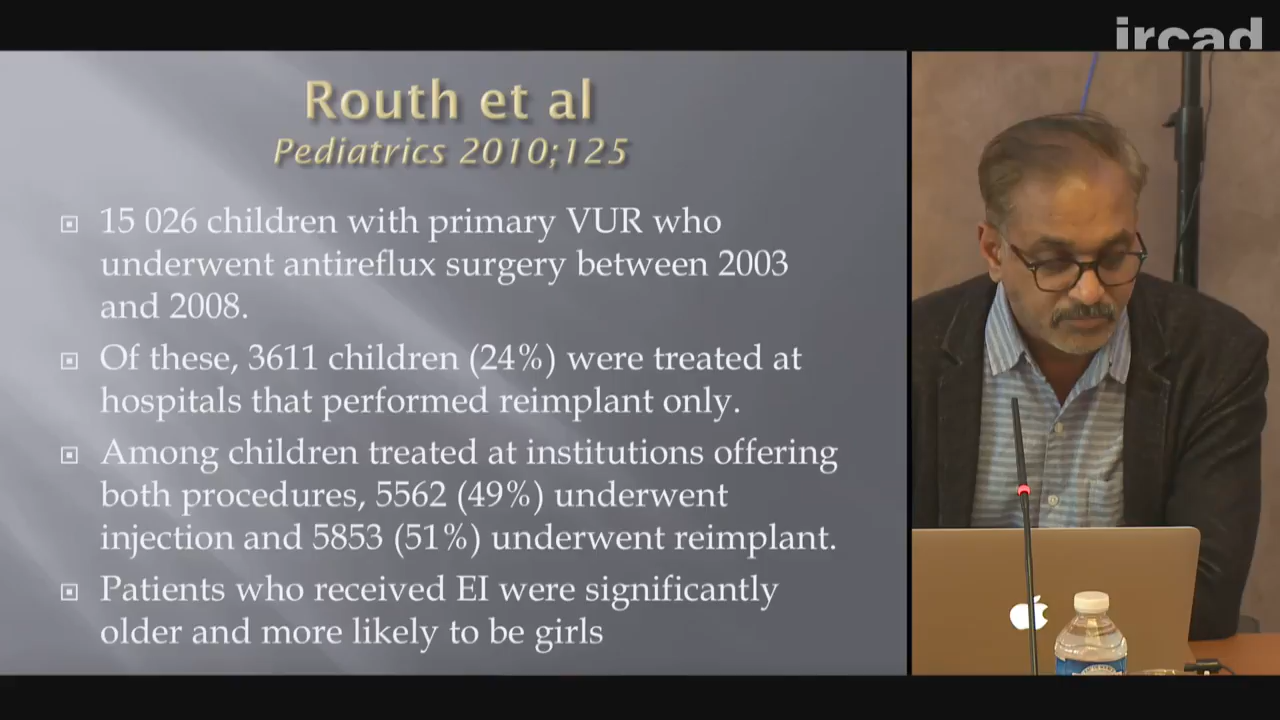 ircad
Routh et al
Pediatrics 2010;125
15 026 children with primary VUR who
underwent antireflux surgery between 2003
and 2008.
Of these, 3611 children (24%) were treated at
hospitals that performed reimplant only.
Among children treated at institutions offering
both procedures, 5562 (49%) underwent
injection and 5853 (51%) underwent reimplant.
Patients who received EI were significantly
older and more likely to be girls